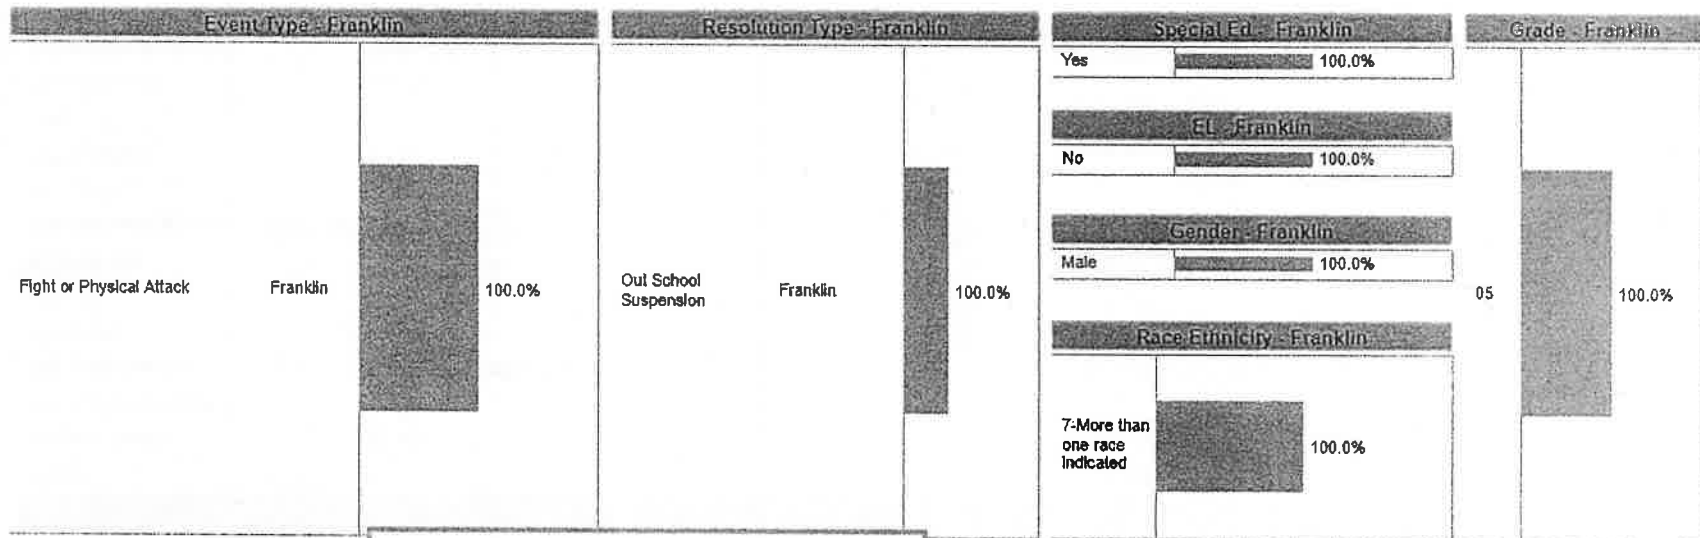 Event Type - Franklin
Fight or Physical Attack Franklin 100.0%
Resolution Type - Franklin
Out School
Suspension
Franklin 100.0%
Special Ed. - Franklin
Yes 100.0%
EL - Franklin
No 100.0%
Gender - Franklin
Male 100.0%
Race Ethnicity - Franklin
7-More than
one race
Indicated
100.0%
Grade - Franklin
05 100.0%